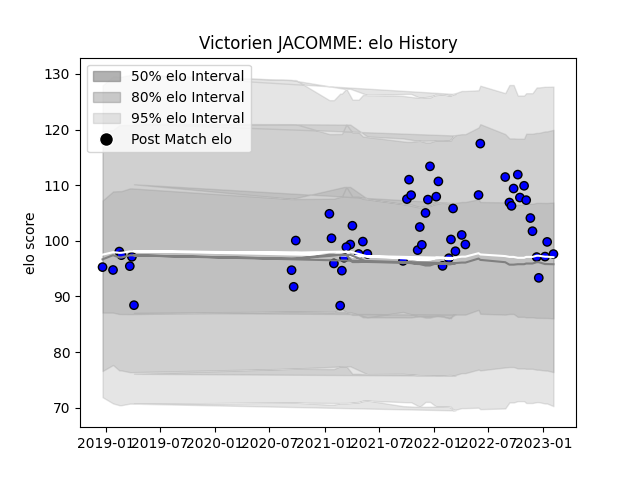 Victorien JACOMME: elo History
50% elo Interval
80% elo Interval
95% elo Interval
Post Match elo
elo score
130
120
110
100
90
80
70
2019-01 2019-07 2020-01 2020-07 2021-01 2021-07 2022-01 2022-07 2023-01